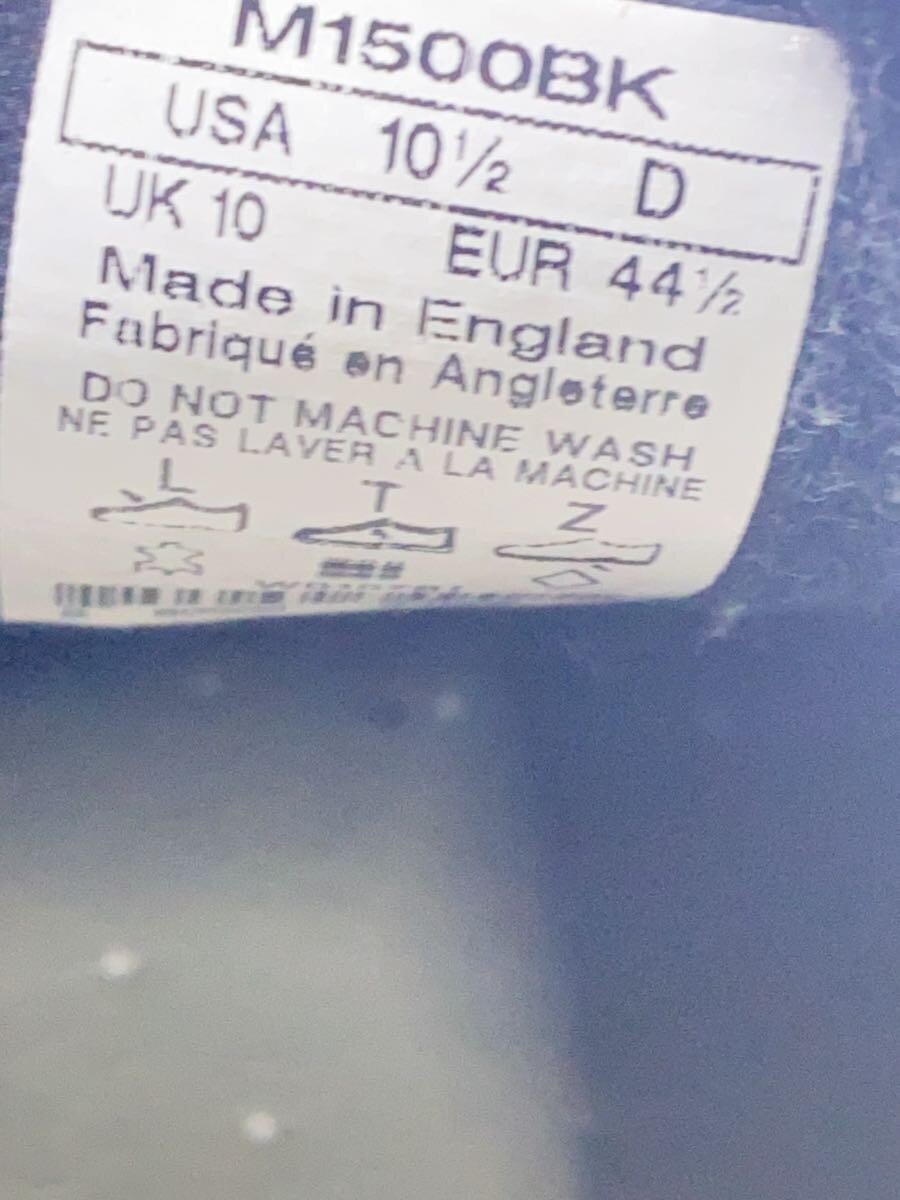 M1500BK
USA 10½ D
UK 10 EUR 44½
Made in England
Fabriqué en Angleterre
DO NOT MACHINE WASH
NE PAS LAVER A LA MACHINE
L T Z